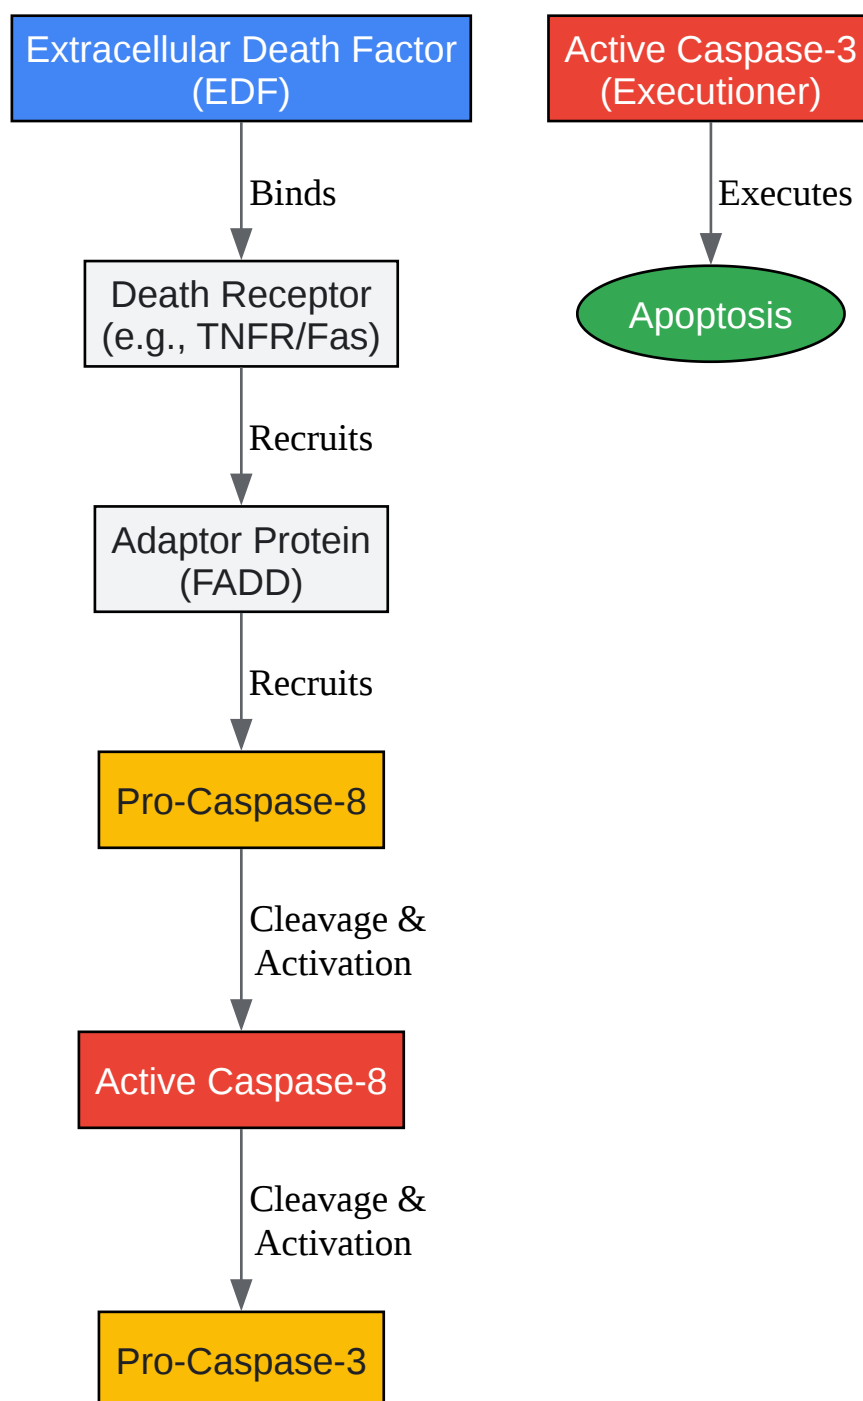 Extracellular Death Factor
(EDF)
Binds
Death Receptor
(e.g., TNFR/Fas)
Recruits
Adaptor Protein
(FADD)
Recruits
Pro-Caspase-8
Cleavage &
Activation
Active Caspase-8
Cleavage &
Activation
Pro-Caspase-3
Active Caspase-3
(Executioner)
Executes
Apoptosis